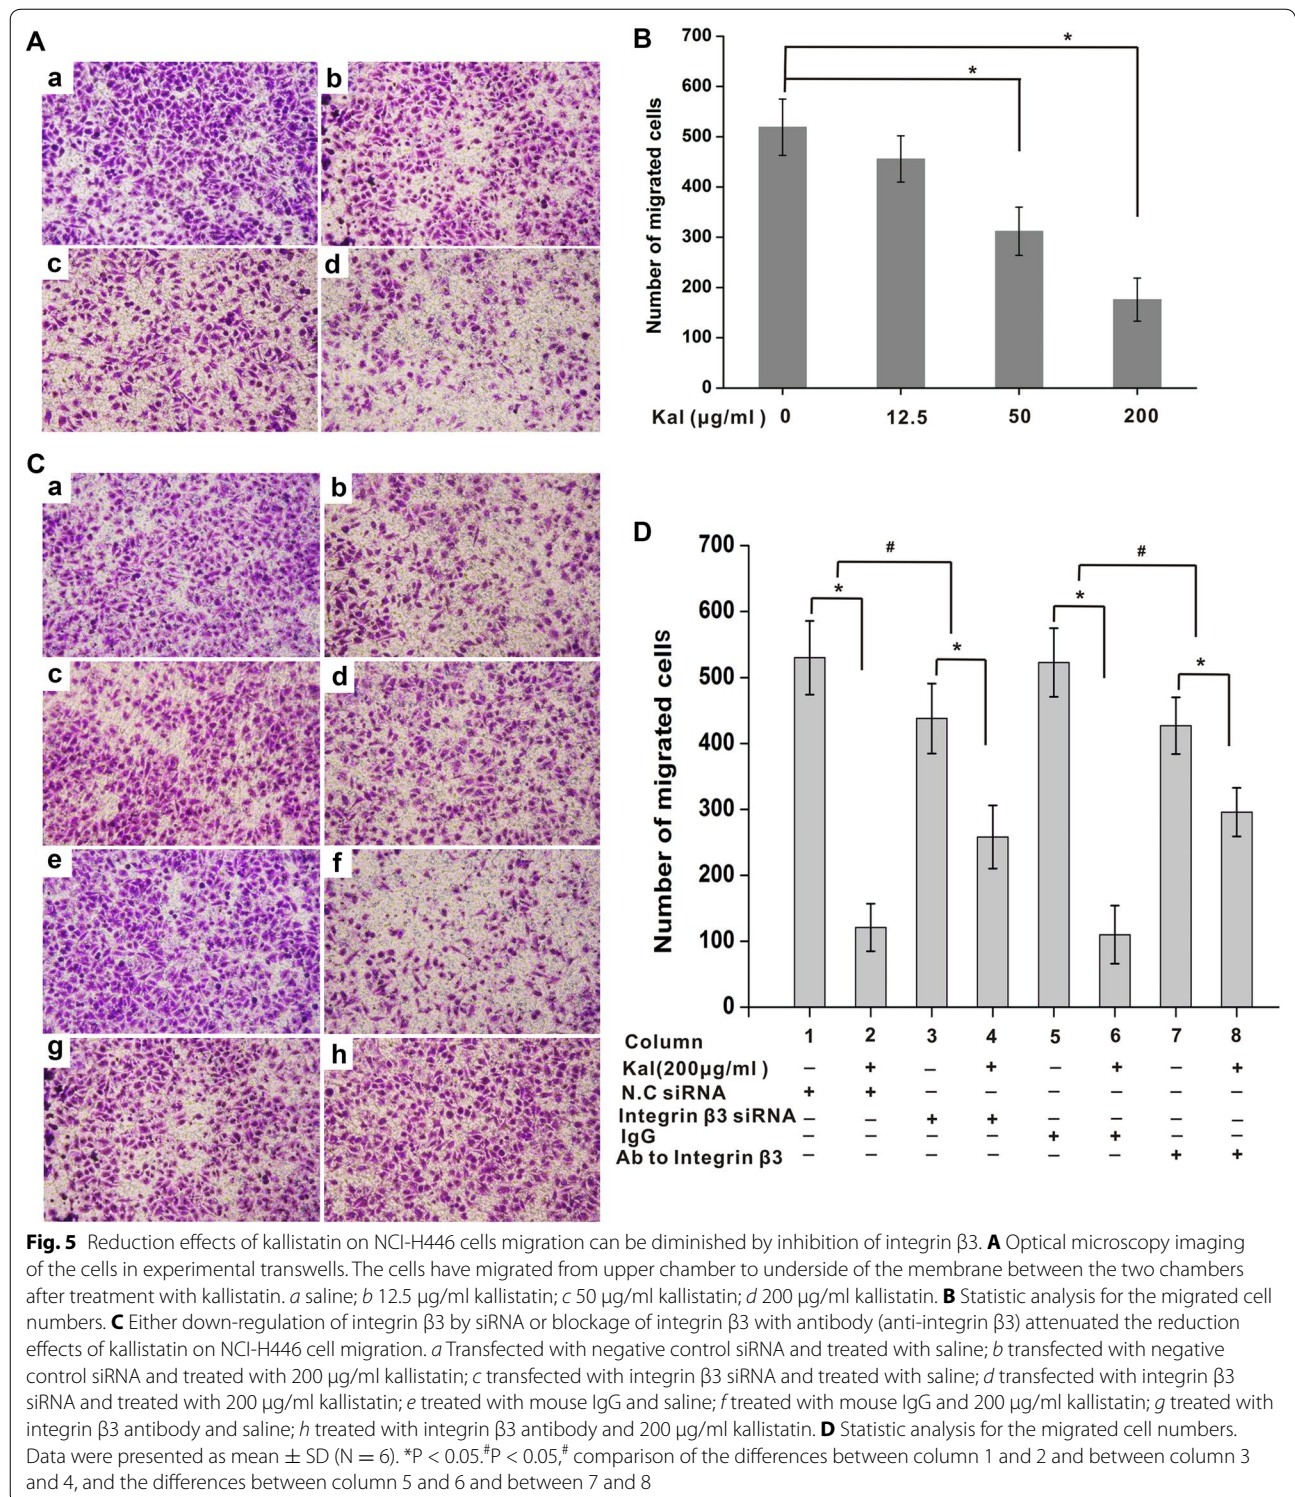 A
a
b
c
d
B
700
600
500
400
300
200
100
0
Number of migrated cells
*
*
Kal (μg/ml) 0 12.5 50 200
C
a
b
c
d
e
f
g
h
D
700
600
500
400
300
200
100
0
Number of migrated cells
# #
* * * *
Column 1 2 3 4 5 6 7 8
Kal(200μg/ml) – + – + – + – +
N.C siRNA + + – – – – – –
Integrin β3 siRNA – – + + – – – –
IgG – – – – + + – –
Ab to Integrin β3 – – – – – – + +
Fig. 5 Reduction effects of kallistatin on NCI-H446 cells migration can be diminished by inhibition of integrin β3. A Optical microscopy imaging
of the cells in experimental transwells. The cells have migrated from upper chamber to underside of the membrane between the two chambers
after treatment with kallistatin. a saline; b 12.5 μg/ml kallistatin; c 50 μg/ml kallistatin; d 200 μg/ml kallistatin. B Statistic analysis for the migrated cell
numbers. C Either down-regulation of integrin β3 by siRNA or blockage of integrin β3 with antibody (anti-integrin β3) attenuated the reduction
effects of kallistatin on NCI-H446 cell migration. a Transfected with negative control siRNA and treated with saline; b transfected with negative
control siRNA and treated with 200 μg/ml kallistatin; c transfected with integrin β3 siRNA and treated with saline; d transfected with integrin β3
siRNA and treated with 200 μg/ml kallistatin; e treated with mouse IgG and saline; f treated with mouse IgG and 200 μg/ml kallistatin; g treated with
integrin β3 antibody and saline; h treated with integrin β3 antibody and 200 μg/ml kallistatin. D Statistic analysis for the migrated cell numbers.
Data were presented as mean ± SD (N = 6). *P < 0.05.#P < 0.05,# comparison of the differences between column 1 and 2 and between column 3
and 4, and the differences between column 5 and 6 and between 7 and 8